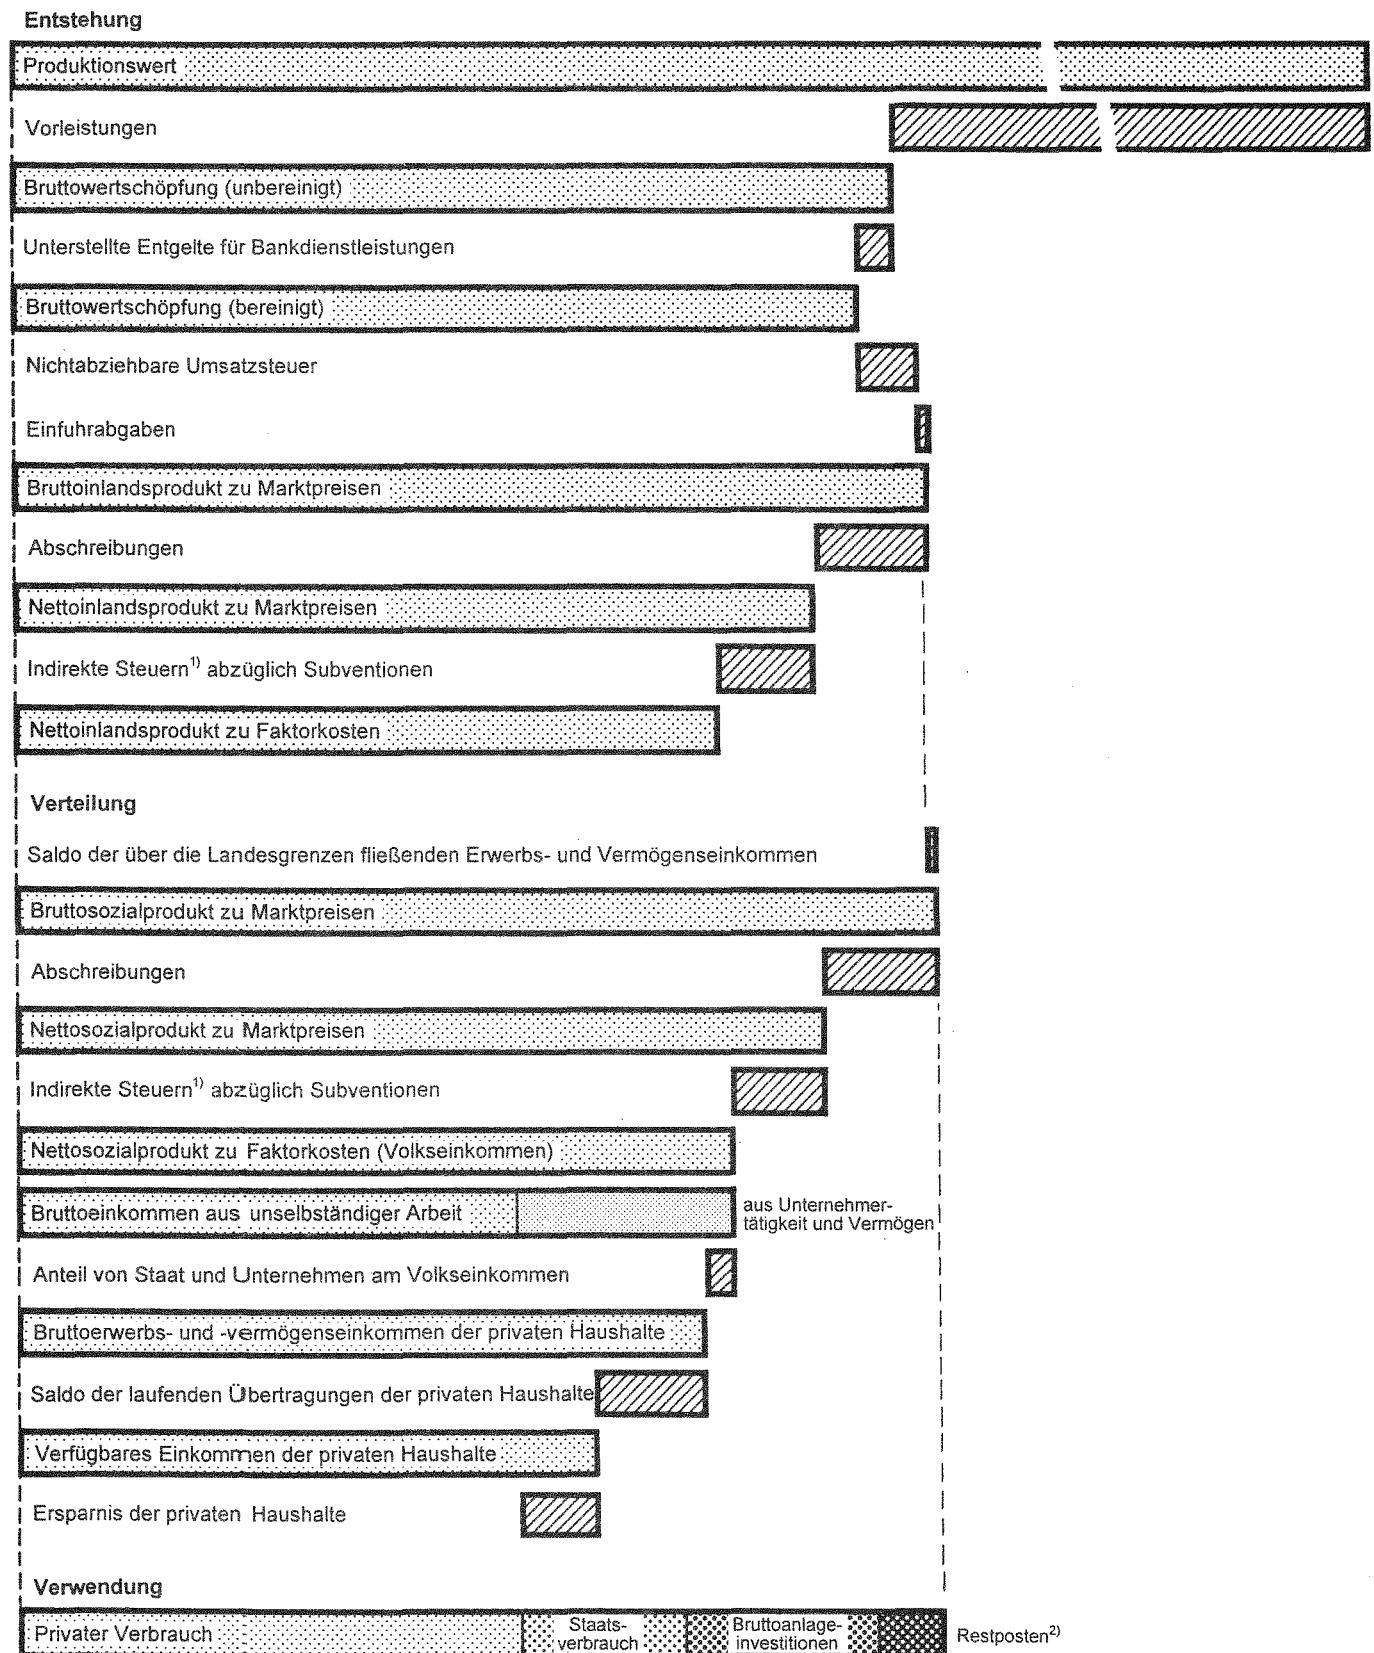 Entstehung
Produktionswert
Vorleistungen
Bruttowertschöpfung (unbereinigt)
Unterstellte Entgelte für Bankdienstleistungen
Bruttowertschöpfung (bereinigt)
Nichtabziehbare Umsatzsteuer
Einfuhrabgaben
Bruttoinlandsprodukt zu Marktpreisen
Abschreibungen
Nettoinlandsprodukt zu Marktpreisen
Indirekte Steuern¹⁾ abzüglich Subventionen
Nettoinlandsprodukt zu Faktorkosten
Verteilung
Saldo der über die Landesgrenzen fließenden Erwerbs- und Vermögenseinkommen
Bruttosozialprodukt zu Marktpreisen
Abschreibungen
Nettosozialprodukt zu Marktpreisen
Indirekte Steuern¹⁾ abzüglich Subventionen
Nettosozialprodukt zu Faktorkosten (Volkseinkommen)
Bruttoeinkommen aus unselbständiger Arbeit
aus Unternehmer-
tätigkeit und Vermögen
Anteil von Staat und Unternehmen am Volkseinkommen
Bruttoerwerbs- und -vermögenseinkommen der privaten Haushalte
Saldo der laufenden Übertragungen der privaten Haushalte
Verfügbares Einkommen der privaten Haushalte
Ersparnis der privaten Haushalte
Verwendung
Privater Verbrauch
Staats-
verbrauch
Bruttoanlage-
investitionen
Restposten²⁾